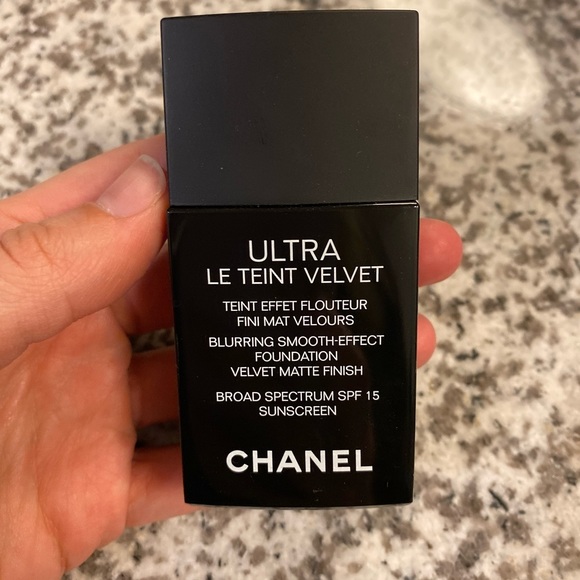 ULTRA
LE TEINT VELVET
TEINT EFFET FLOUTEUR
FINI MAT VELOURS
BLURRING SMOOTH-EFFECT
FOUNDATION
VELVET MATTE FINISH
BROAD SPECTRUM SPF 15
SUNSCREEN
CHANEL